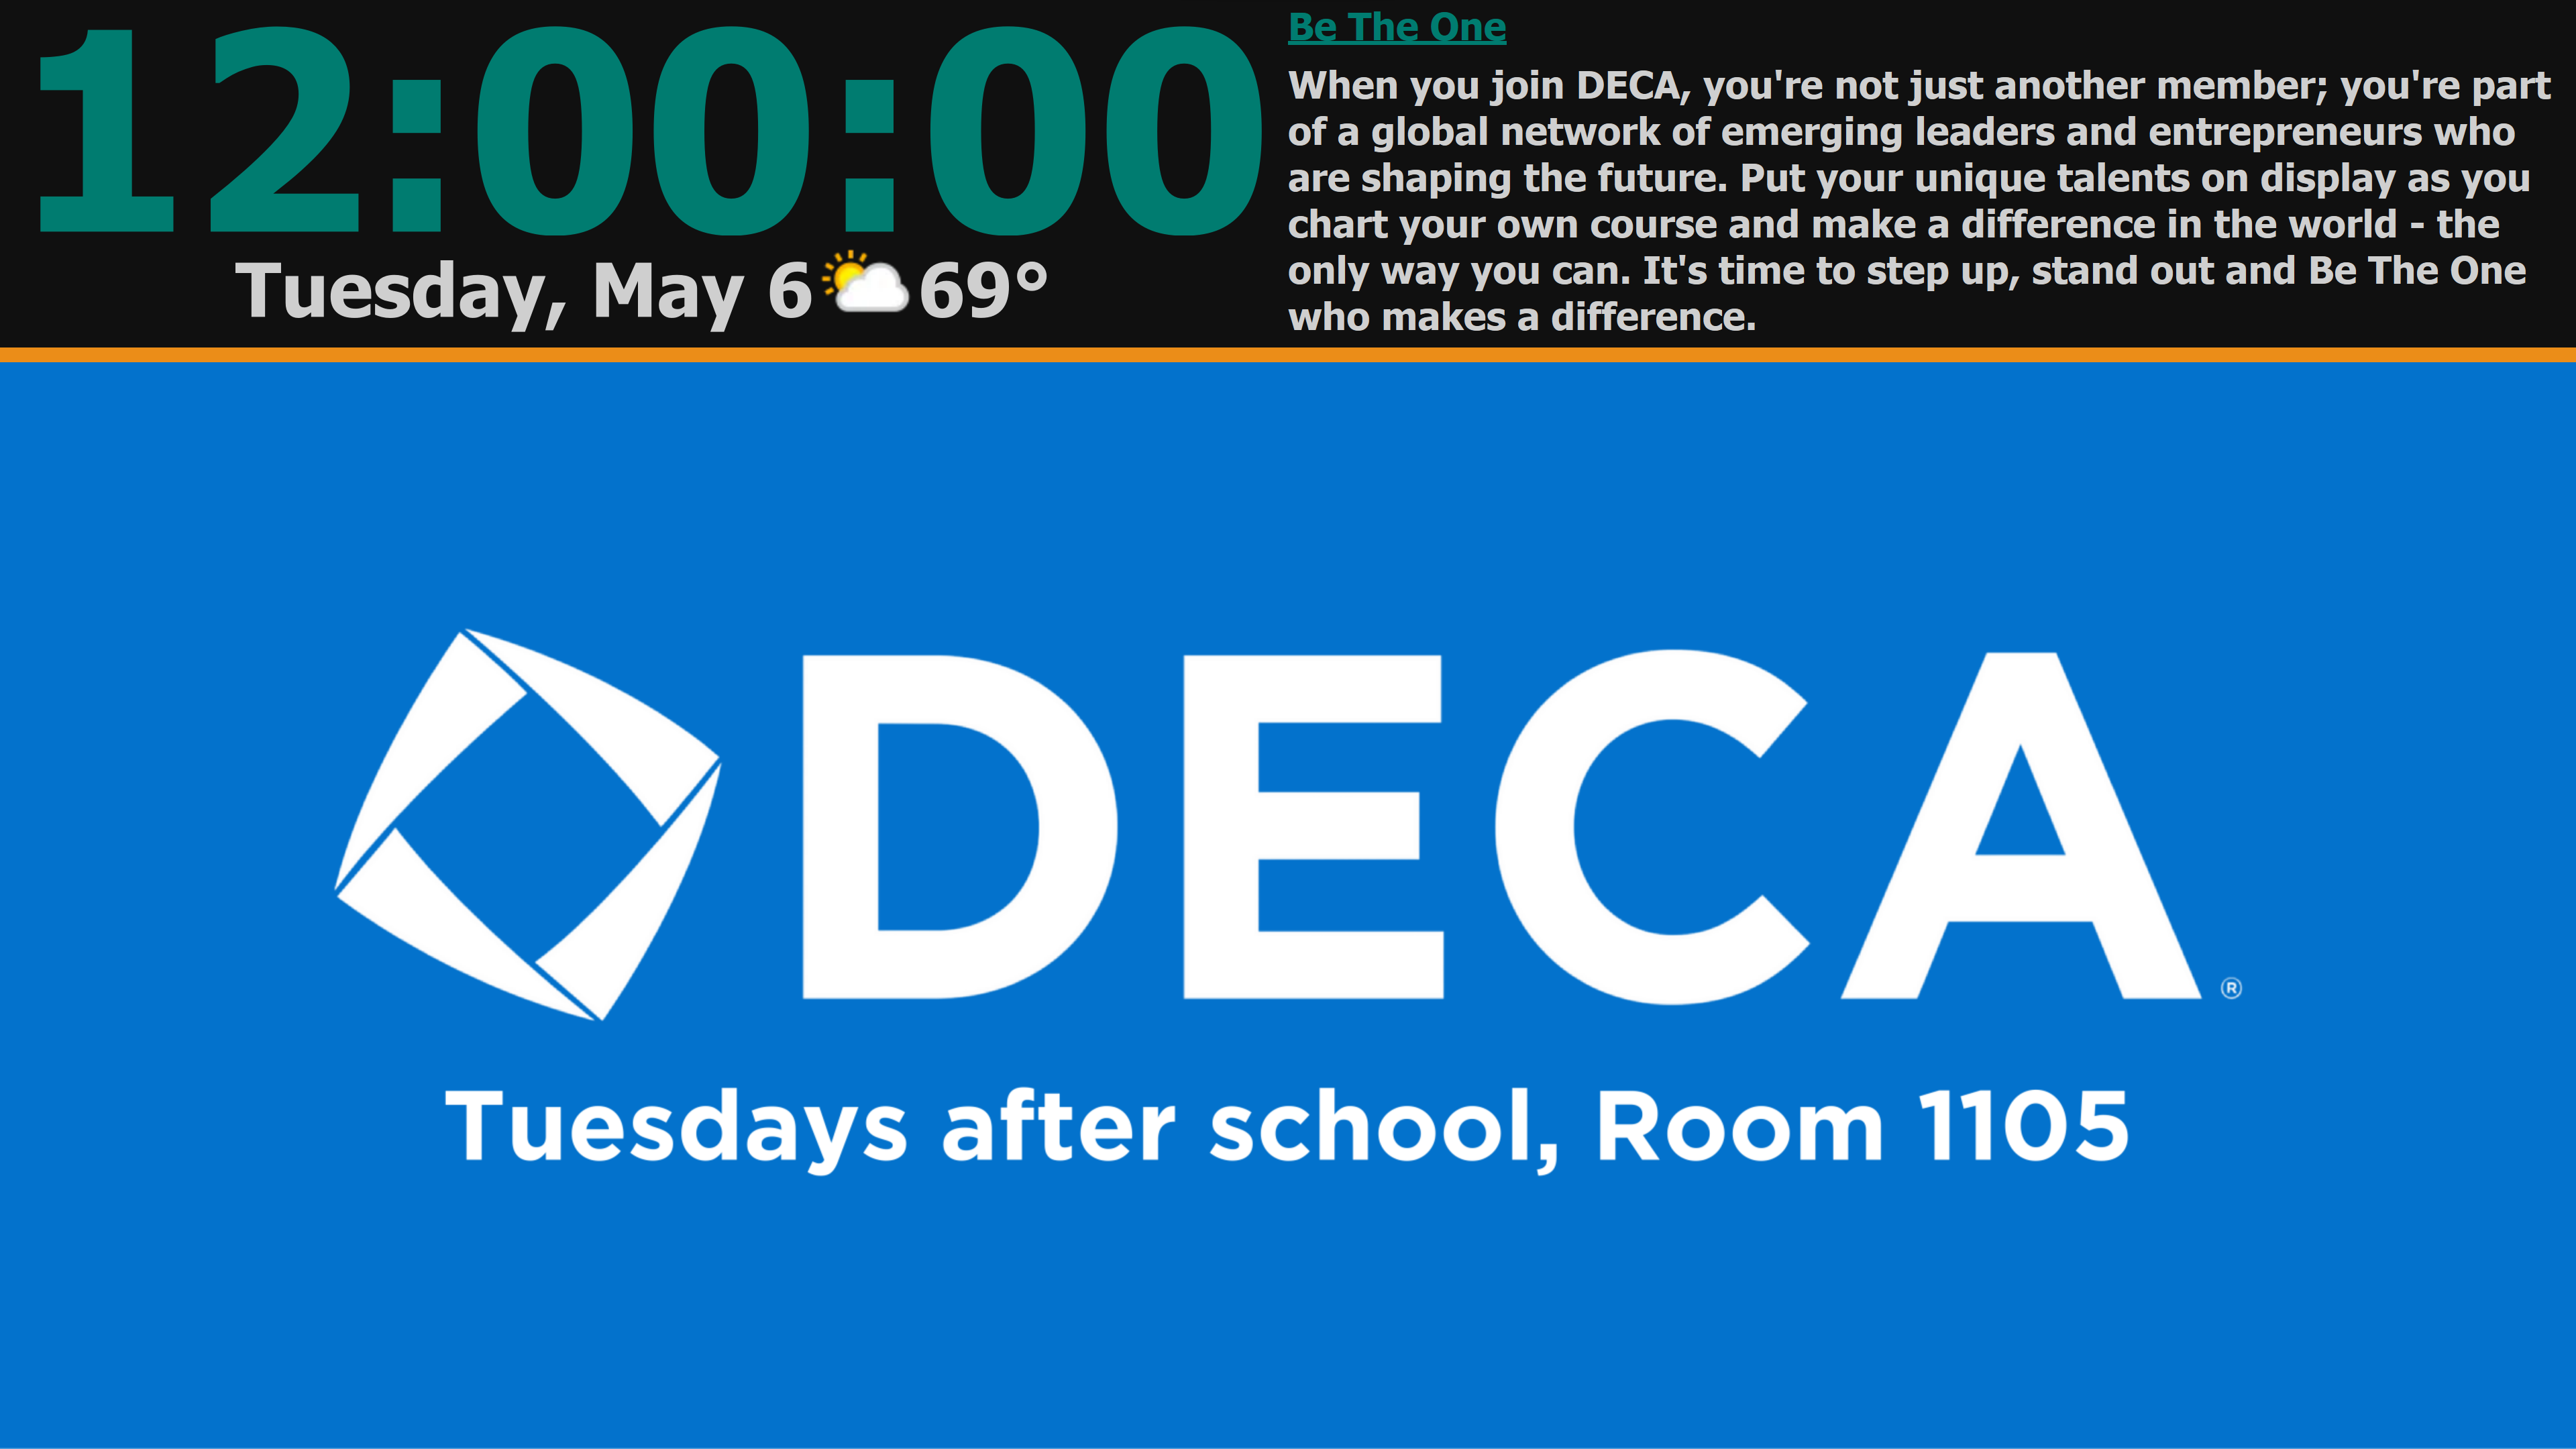 12:00:00
Tuesday, May 6 69°
Be The One
When you join DECA, you're not just another member; you're part
of a global network of emerging leaders and entrepreneurs who
are shaping the future. Put your unique talents on display as you
chart your own course and make a difference in the world - the
only way you can. It's time to step up, stand out and Be The One
who makes a difference.
DECA®
Tuesdays after school, Room 1105